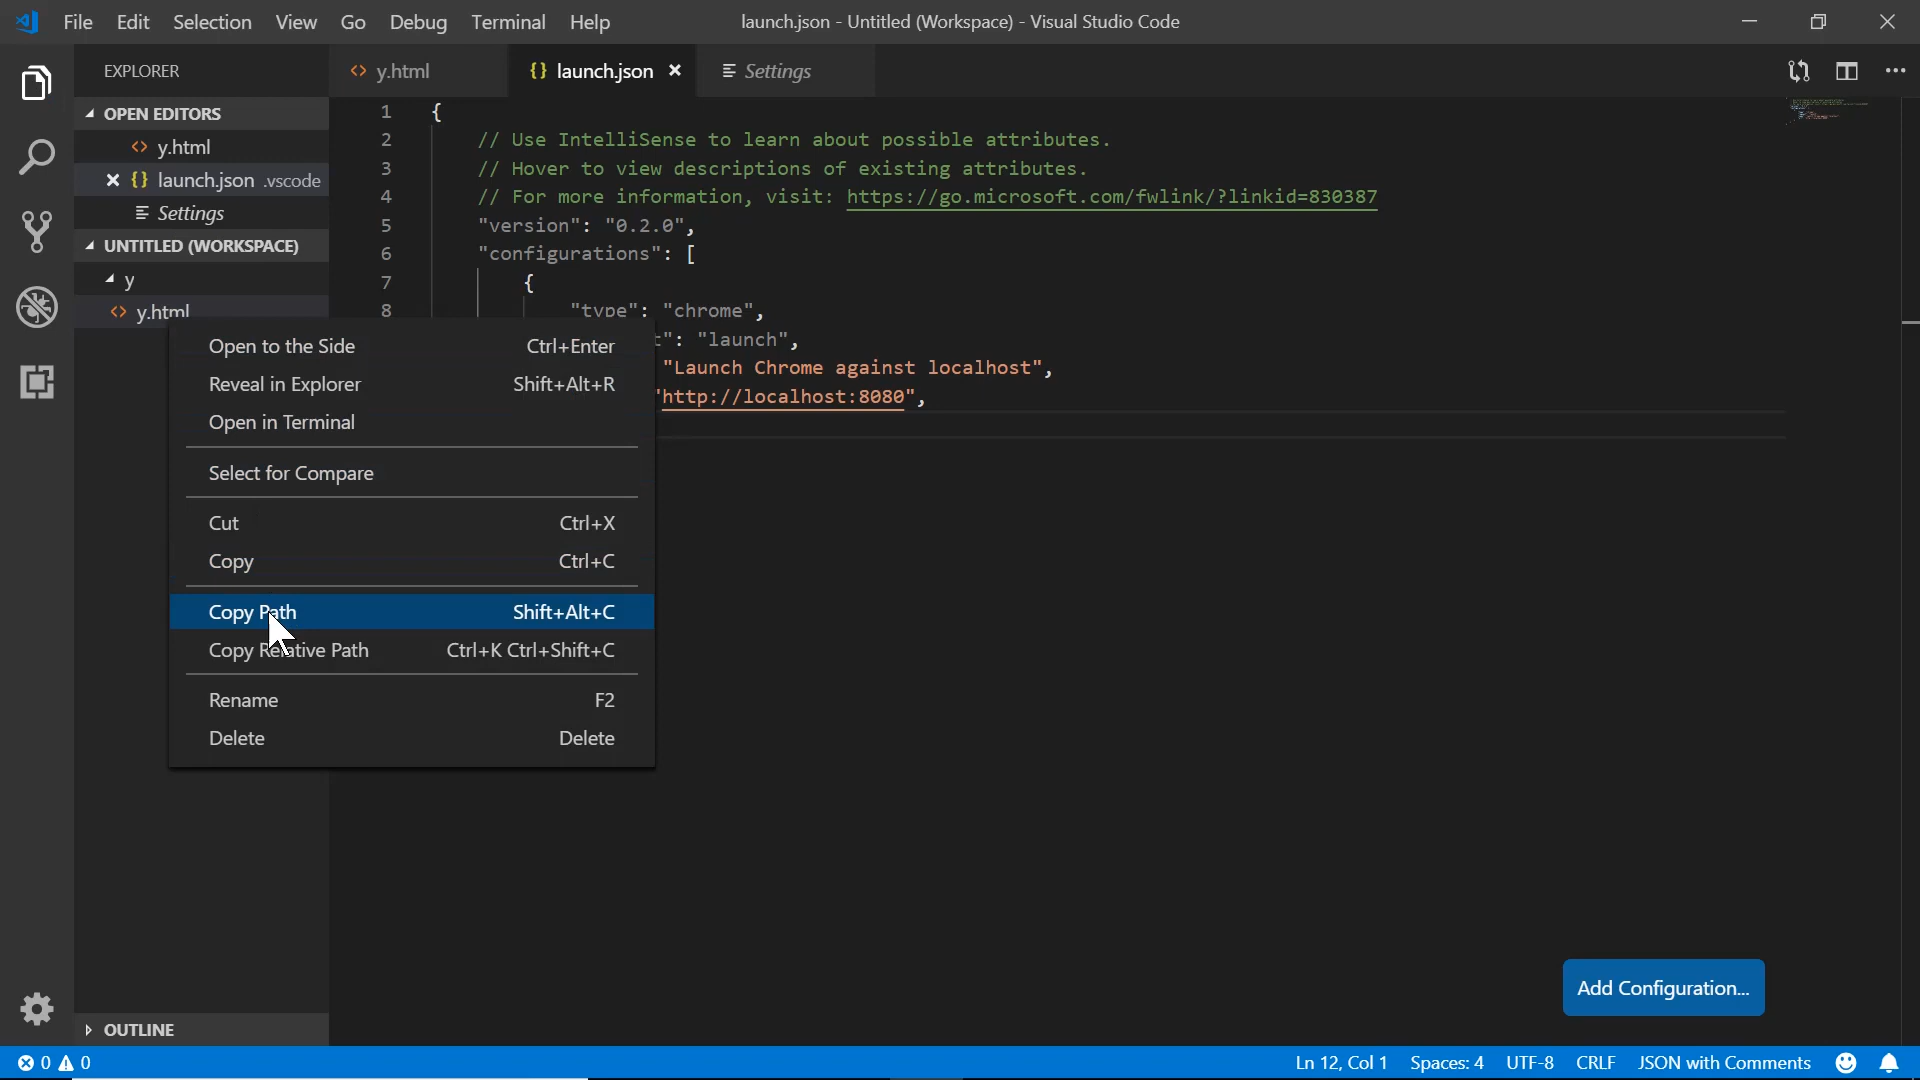 File Edit Selection View Go Debug Terminal Help
launch.json - Untitled (Workspace) - Visual Studio Code
EXPLORER
OPEN EDITORS
<> y.html
{} launch.json .vscode
Settings
UNTITLED (WORKSPACE)
y
<> y.html
<> y.html
{} launch.json ×
Settings
1 {
2 // Use IntelliSense to learn about possible attributes.
3 // Hover to view descriptions of existing attributes.
4 // For more information, visit: https://go.microsoft.com/fwlink/?linkid=830387
5 "version": "0.2.0",
6 "configurations": [
7 {
8 "type": "chrome",
t": "launch",
"Launch Chrome against localhost",
"http://localhost:8080",
Open to the Side Ctrl+Enter
Reveal in Explorer Shift+Alt+R
Open in Terminal
Select for Compare
Cut Ctrl+X
Copy Ctrl+C
Copy Path Shift+Alt+C
Copy Relative Path Ctrl+K Ctrl+Shift+C
Rename F2
Delete Delete
Add Configuration...
OUTLINE
0 0
Ln 12, Col 1 Spaces: 4 UTF-8 CRLF JSON with Comments